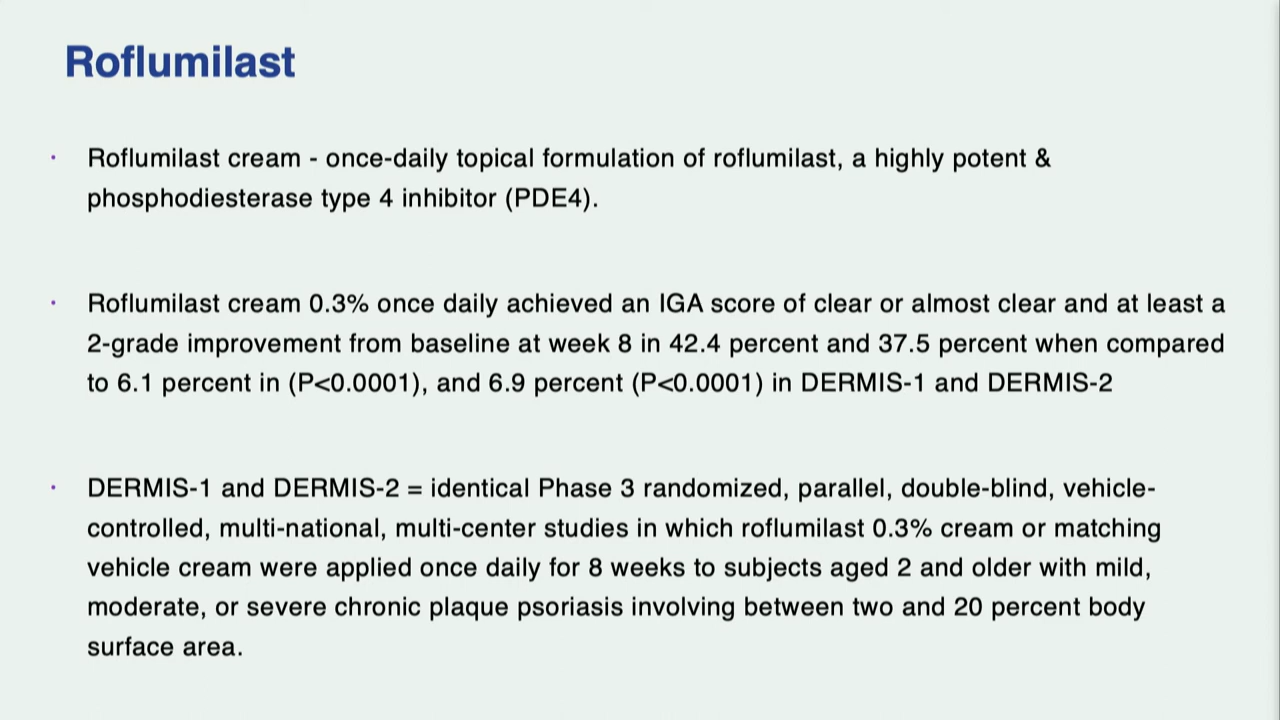 Roflumilast
· Roflumilast cream - once-daily topical formulation of roflumilast, a highly potent &
phosphodiesterase type 4 inhibitor (PDE4).
· Roflumilast cream 0.3% once daily achieved an IGA score of clear or almost clear and at least a
2-grade improvement from baseline at week 8 in 42.4 percent and 37.5 percent when compared
to 6.1 percent in (P<0.0001), and 6.9 percent (P<0.0001) in DERMIS-1 and DERMIS-2
· DERMIS-1 and DERMIS-2 = identical Phase 3 randomized, parallel, double-blind, vehicle-
controlled, multi-national, multi-center studies in which roflumilast 0.3% cream or matching
vehicle cream were applied once daily for 8 weeks to subjects aged 2 and older with mild,
moderate, or severe chronic plaque psoriasis involving between two and 20 percent body
surface area.